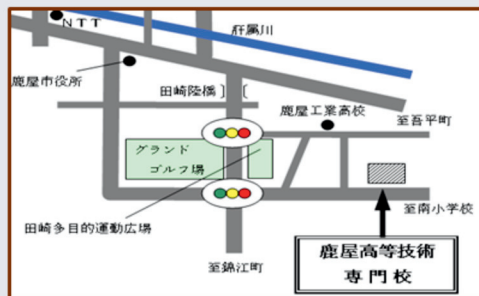 NTT
肝属川
鹿屋市役所
田崎陸橋
鹿屋工業高校
至吾平町
グランド
ゴルフ場
田崎多目的運動広場
至南小学校
至錦江町
鹿屋高等技術
専門校